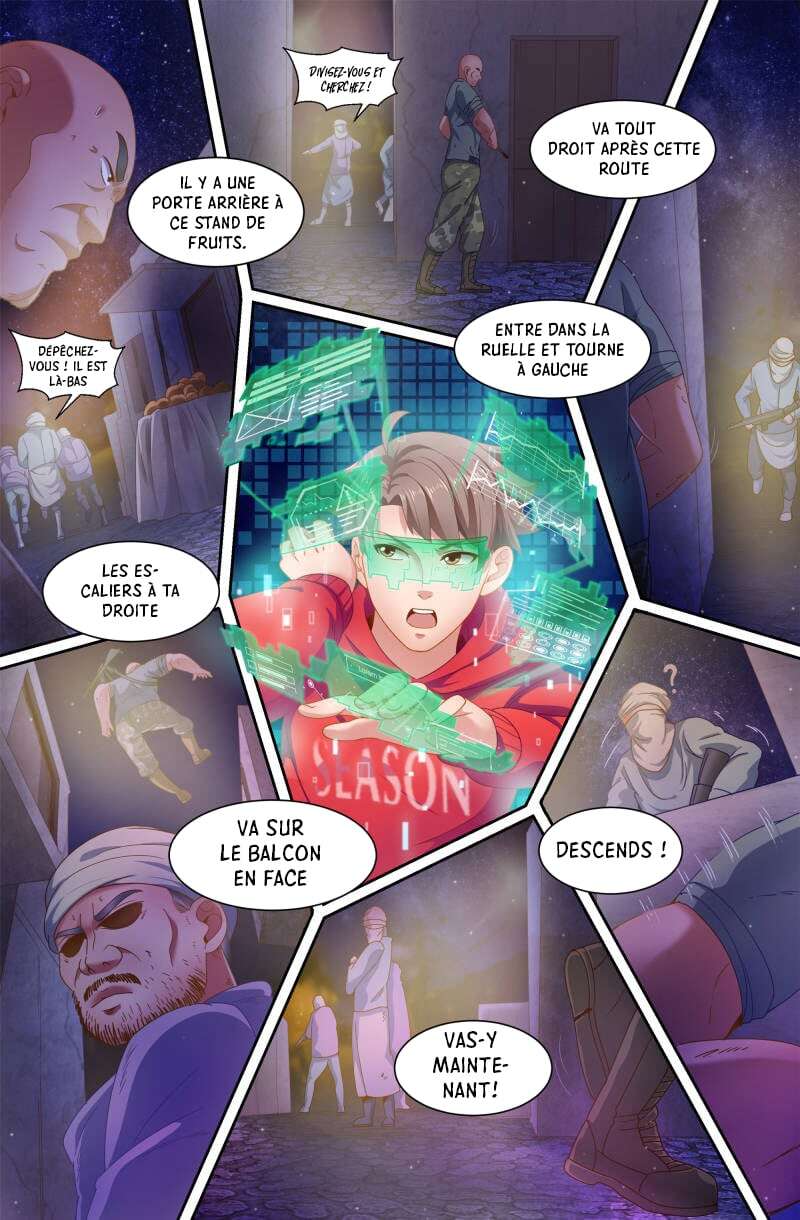 DIVISEZ-VOUS ET
CHERCHEZ !
VA TOUT
DROIT APRÈS CETTE
ROUTE
IL Y A UNE
PORTE ARRIÈRE À
CE STAND DE
FRUITS.
DÉPÊCHEZ-
VOUS ! IL EST
LÀ-BAS
ENTRE DANS LA
RUELLE ET TOURNE
À GAUCHE
LES ES-
CALIERS À TA
DROITE
SEASON
?
VA SUR
LE BALCON
EN FACE
DESCENDS !
VAS-Y
MAINTE-
NANT!